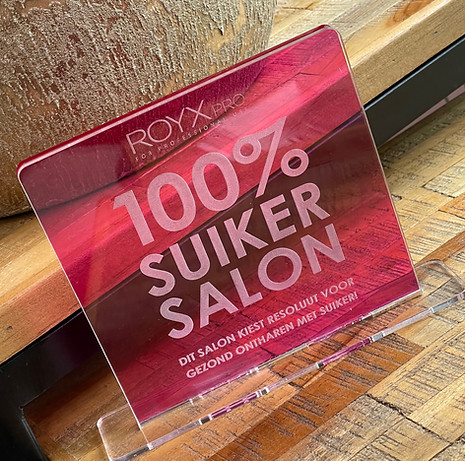 ROYX PRO
FOR PROFESSIONALS
100%
SUIKER
SALON
DIT SALON KIEST RESOLUUT VOOR
GEZOND ONTHAREN MET SUIKER!